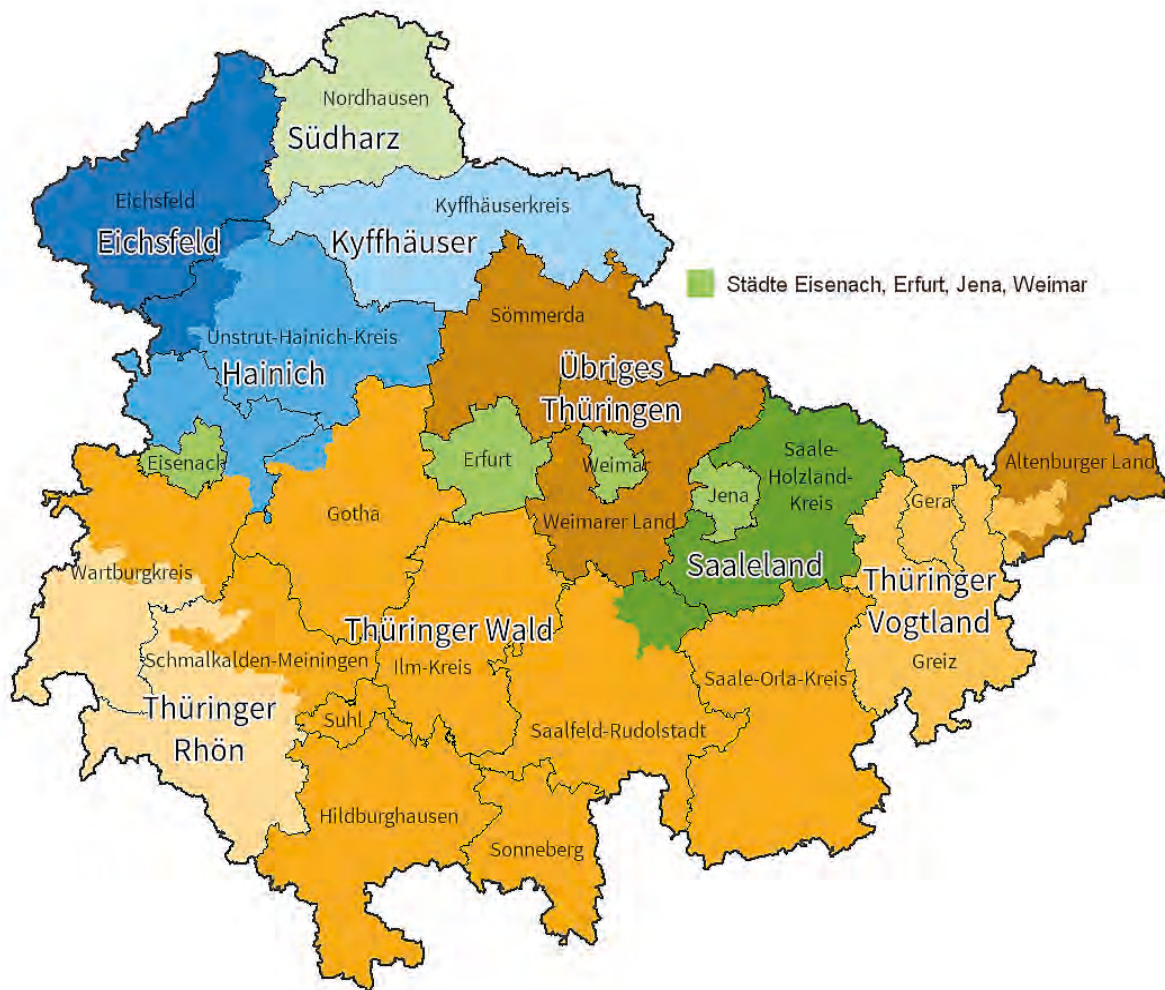 Nordhausen
Südharz
Eichsfeld
Eichsfeld
Kyffhäuserkreis
Kyffhäuser
Städte Eisenach, Erfurt, Jena, Weimar
Sömmerda
Unstrut-Hainich-Kreis
Hainich
Übriges
Thüringen
Eisenach
Erfurt
Weimar
Saale-
Holzland-
Kreis
Altenburger Land
Jena
Gera
Gotha
Weimarer Land
Wartburgkreis
Saaleland
Thüringer
Vogtland
Greiz
Thüringer Wald
Schmalkalden-Meiningen
Ilm-Kreis
Saale-Orla-Kreis
Thüringer
Rhön
Suhl
Saalfeld-Rudolstadt
Hildburghausen
Sonneberg